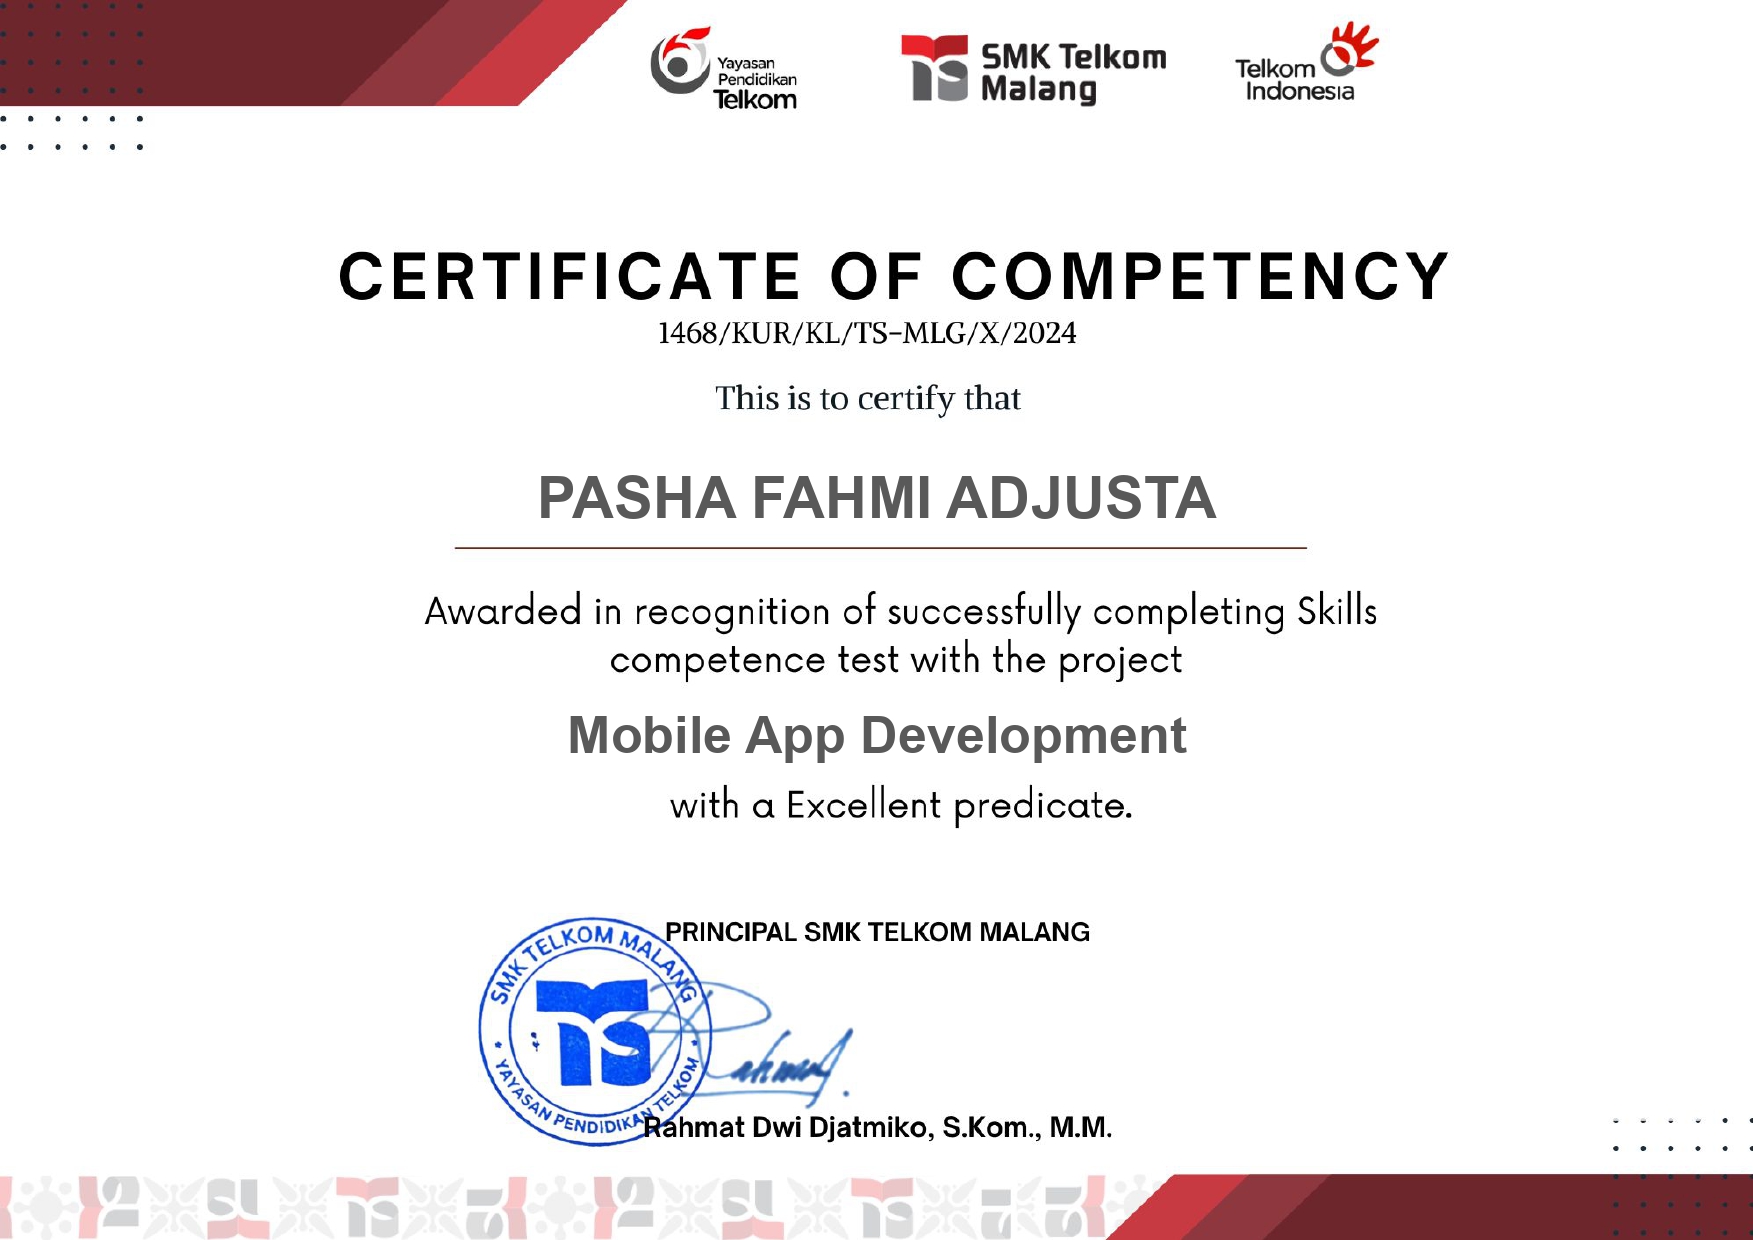 Yayasan
Pendidikan
Telkom
SMK Telkom
Malang
Telkom
Indonesia
CERTIFICATE OF COMPETENCY
1468/KUR/KL/TS-MLG/X/2024
This is to certify that
PASHA FAHMI ADJUSTA
Awarded in recognition of successfully completing Skills
competence test with the project
Mobile App Development
with a Excellent predicate.
PRINCIPAL SMK TELKOM MALANG
SMK TELKOM MALANG
TS
YAYASAN PENDIDIKAN TELKOM
Rahmat Dwi Djatmiko, S.Kom., M.M.